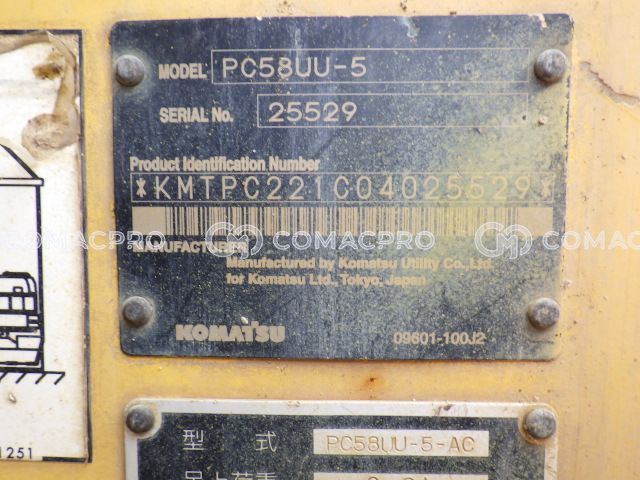 MODEL PC58UU-5
SERIAL No. 25529
Product Identification Number
*KMTPC221C04025529*
COMACPRO COMACPRO COMACPRO
MANUFACTURER
Manufactured by Komatsu Utility Co., Ltd.
for Komatsu Ltd., Tokyo, Japan
KOMATSU 09601-100J2
1251
型 式 PC58UU-5-AC